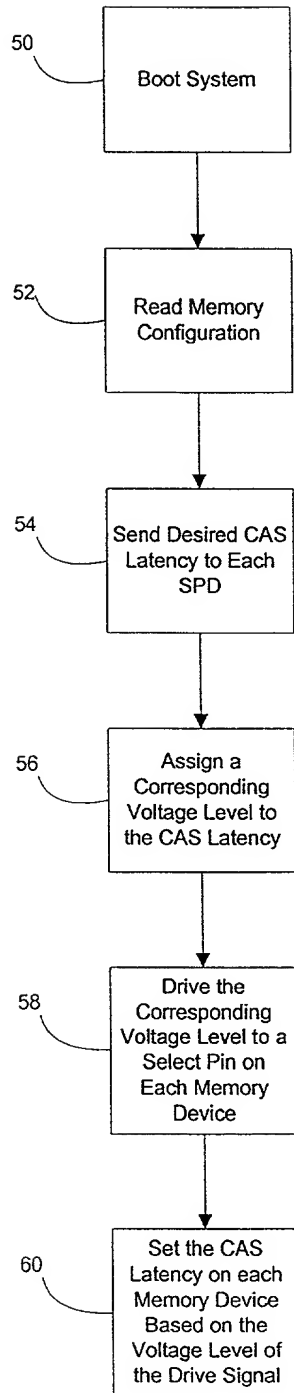 50
Boot System
52
Read Memory
Configuration
54
Send Desired CAS
Latency to Each
SPD
56
Assign a
Corresponding
Voltage Level to
the CAS Latency
58
Drive the
Corresponding
Voltage Level to a
Select Pin on
Each Memory
Device
60
Set the CAS
Latency on each
Memory Device
Based on the
Voltage Level of
the Drive Signal